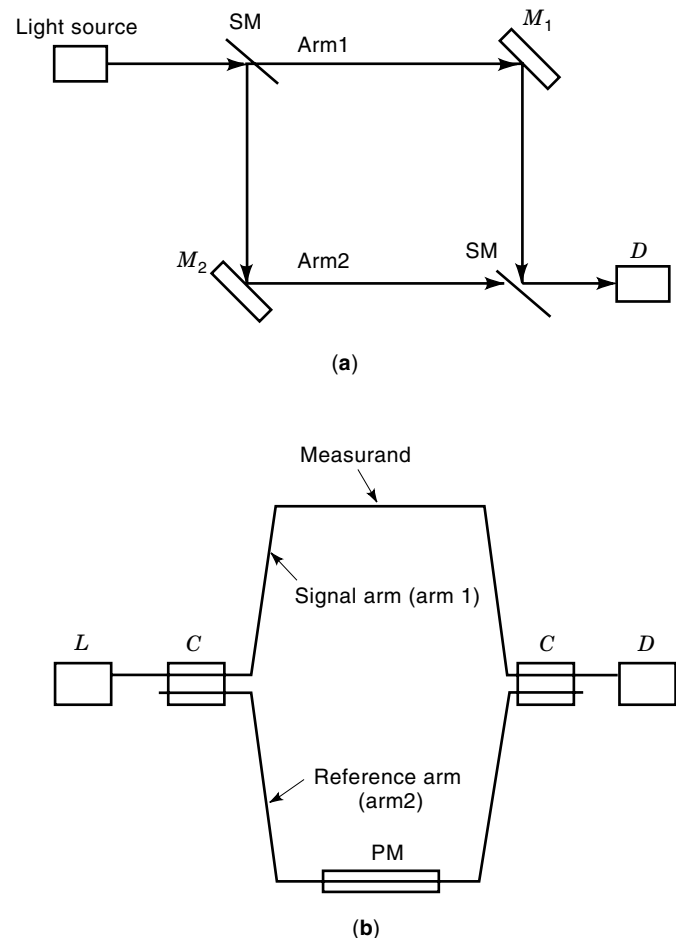 Light source
SM
Arm1
M1
M2
Arm2
SM
D
(a)
Measurand
Signal arm (arm 1)
L
C
C
D
Reference arm
(arm2)
PM
(b)